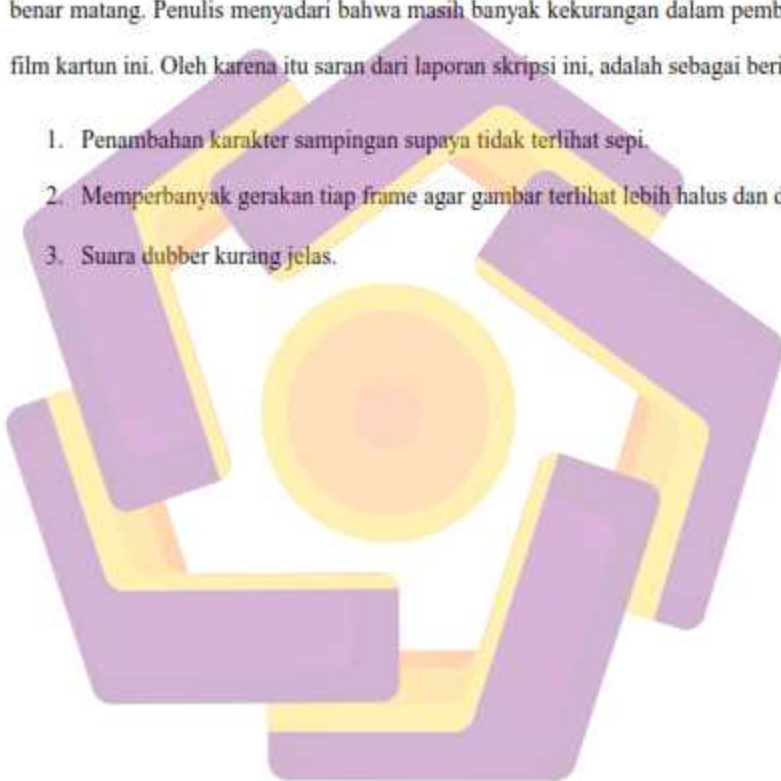 benar matang. Penulis menyadari bahwa masih banyak kekurangan dalam pemb
film kartun ini. Oleh karena itu saran dari laporan skripsi ini, adalah sebagai beri
1. Penambahan karakter sampingan supaya tidak terlihat sepi.
2. Memperbanyak gerakan tiap frame agar gambar terlihat lebih halus dan d
3. Suara dubber kurang jelas.